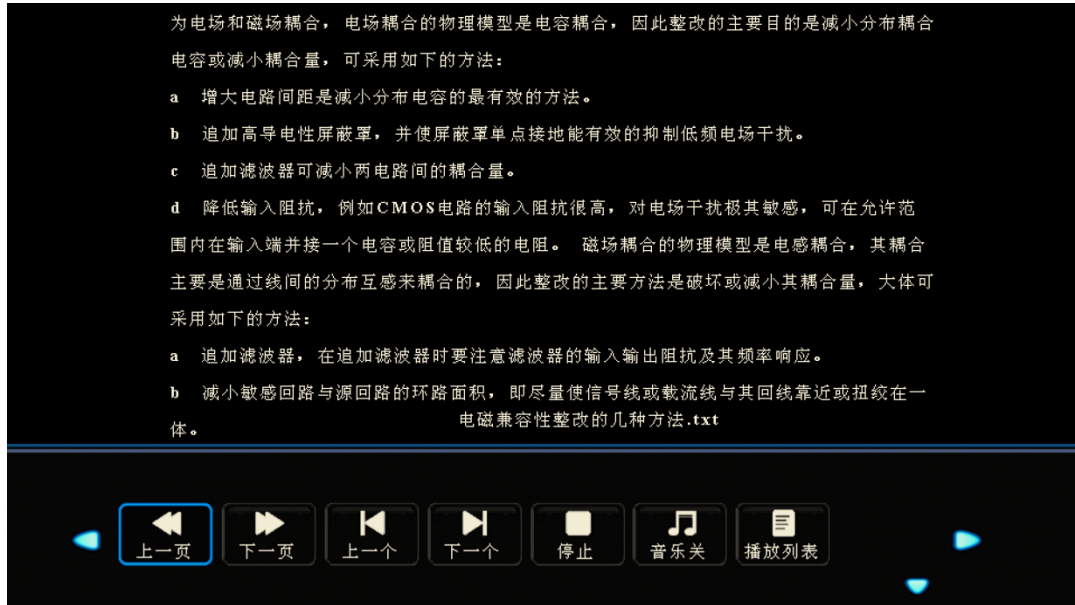 为电场和磁场耦合，电场耦合的物理模型是电容耦合，因此整改的主要目的是减小分布耦合
电容或减小耦合量，可采用如下的方法：
a 增大电路间距是减小分布电容的最有效的方法。
b 追加高导电性屏蔽罩，并使屏蔽罩单点接地能有效的抑制低频电场干扰。
c 追加滤波器可减小两电路间的耦合量。
d 降低输入阻抗，例如CMOS电路的输入阻抗很高，对电场干扰极其敏感，可在允许范
围内在输入端并接一个电容或阻值较低的电阻。 磁场耦合的物理模型是电感耦合，其耦合
主要是通过线间的分布互感来耦合的，因此整改的主要方法是破坏或减小其耦合量，大体可
采用如下的方法：
a 追加滤波器，在追加滤波器时要注意滤波器的输入输出阻抗及其频率响应。
b 减小敏感回路与源回路的环路面积，即尽量使信号线或载流线与其回线靠近或扭绞在一
体。
电磁兼容性整改的几种方法.txt
上一页
下一页
上一个
下一个
停止
音乐关
播放列表